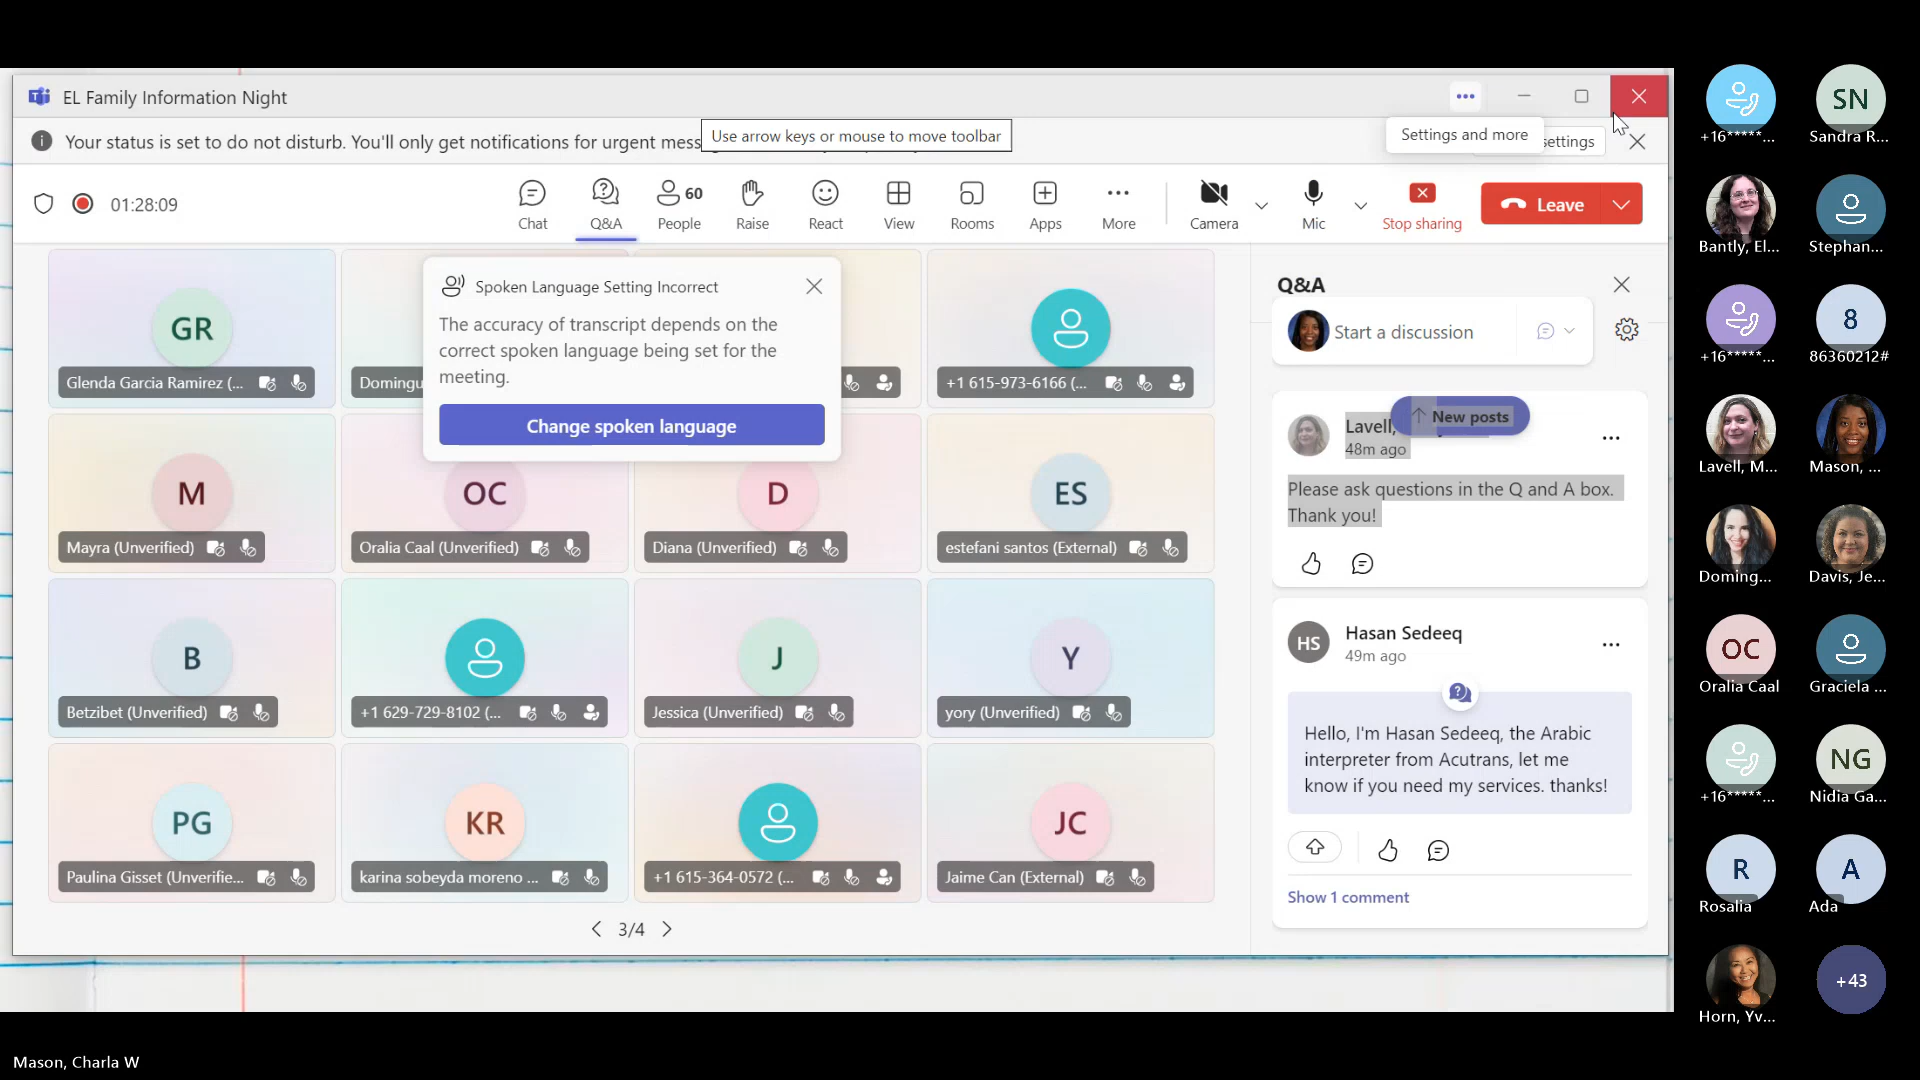 EL Family Information Night
Your status is set to do not disturb. You'll only get notifications for urgent
Use arrow keys or mouse to move toolbar
Settings and more
settings
01:28:09
Chat
Q&A
60
People
Raise
React
View
Rooms
Apps
More
Camera
Mic
Stop sharing
Leave
GR
Glenda Garcia Ramirez (...
Spoken Language Setting Incorrect
The accuracy of transcript depends on the
correct spoken language being set for the
meeting.
Change spoken language
+1 615-973-6166 (...
M
Mayra (Unverified)
OC
Oralia Caal (Unverified)
D
Diana (Unverified)
ES
estefani santos (External)
B
Betzibet (Unverified)
+1 629-729-8102 (...
J
Jessica (Unverified)
Y
yory (Unverified)
PG
Paulina Gisset (Unverifie...
KR
karina sobeyda moreno ...
+1 615-364-0572 (...
JC
Jaime Can (External)
3/4
Q&A
Start a discussion
New posts
Lavell,
48m ago
Please ask questions in the Q and A box.
Thank you!
HS
Hasan Sedeeq
49m ago
Hello, I'm Hasan Sedeeq, the Arabic
interpreter from Acutrans, let me
know if you need my services. thanks!
Show 1 comment
+16*****...
SN
Sandra R...
Bantly, El...
Stephan...
+16*****...
8
86360212#
Lavell, M...
Mason, ...
Doming...
Davis, Je...
OC
Oralia Caal
Graciela ...
+16*****...
NG
Nidia Ga...
R
Rosalia
A
Ada
Horn, Yv...
+43
Mason, Charla W